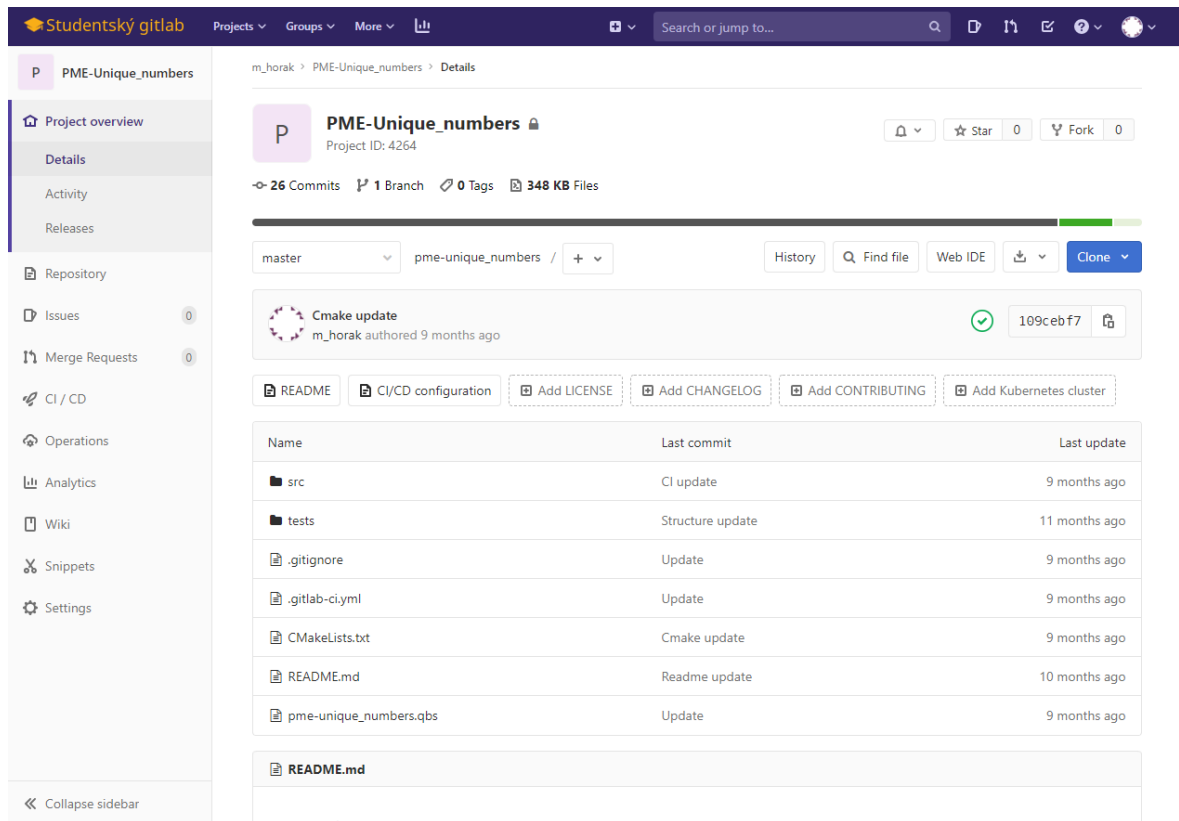 Studentský gitlab Projects Groups More Search or jump to...
P PME-Unique_numbers
Project overview
Details
Activity
Releases
Repository
Issues 0
Merge Requests 0
CI / CD
Operations
Analytics
Wiki
Snippets
Settings
Collapse sidebar
m_horak > PME-Unique_numbers > Details
P PME-Unique_numbers
Project ID: 4264
Star 0 Fork 0
26 Commits 1 Branch 0 Tags 348 KB Files
master pme-unique_numbers / + History Find file Web IDE Clone
Cmake update
m_horak authored 9 months ago
109cebf7
README CI/CD configuration Add LICENSE Add CHANGELOG Add CONTRIBUTING Add Kubernetes cluster
Name Last commit Last update
src CI update 9 months ago
tests Structure update 11 months ago
.gitignore Update 9 months ago
.gitlab-ci.yml Update 9 months ago
CMakeLists.txt Cmake update 9 months ago
README.md Readme update 10 months ago
pme-unique_numbers.qbs Update 9 months ago
README.md